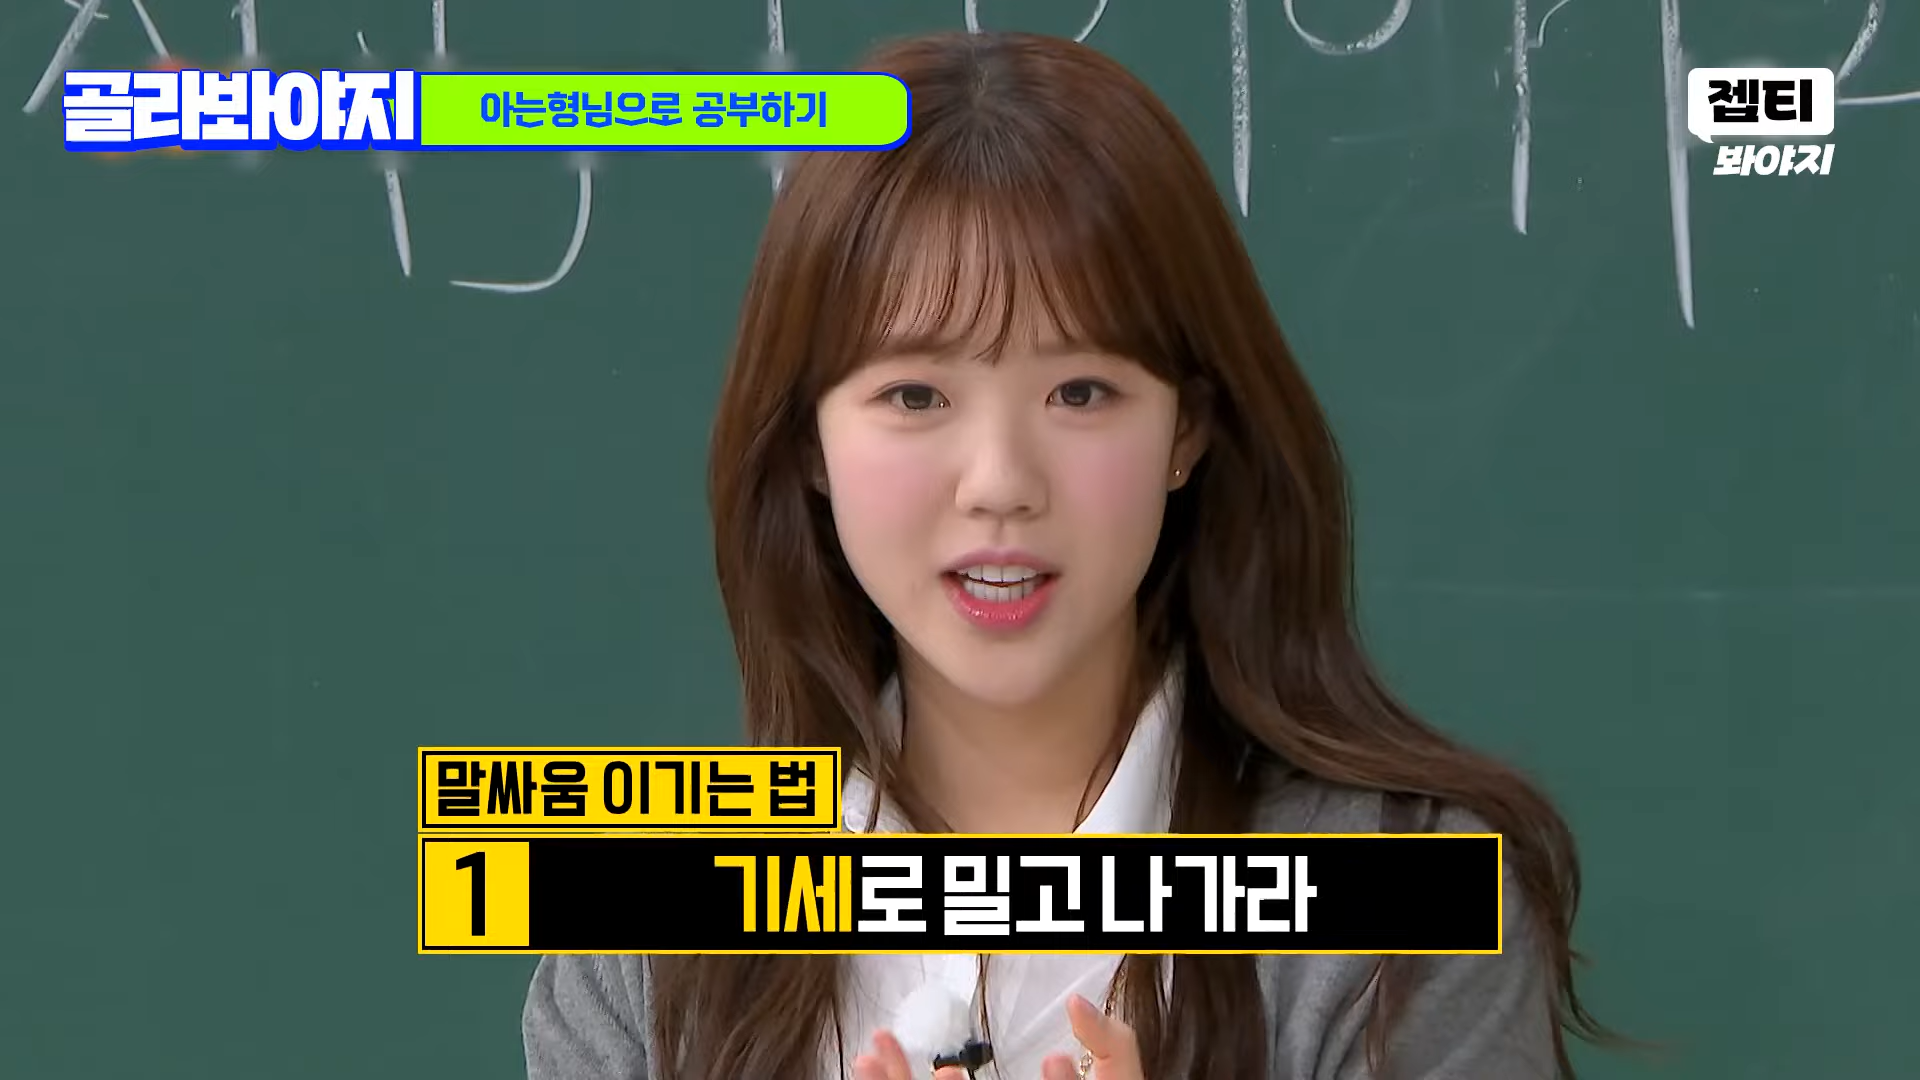 골라봐야지 아는형님으로 공부하기
젭티
봐야지
말싸움 이기는 법
1 기세로 밀고 나가라